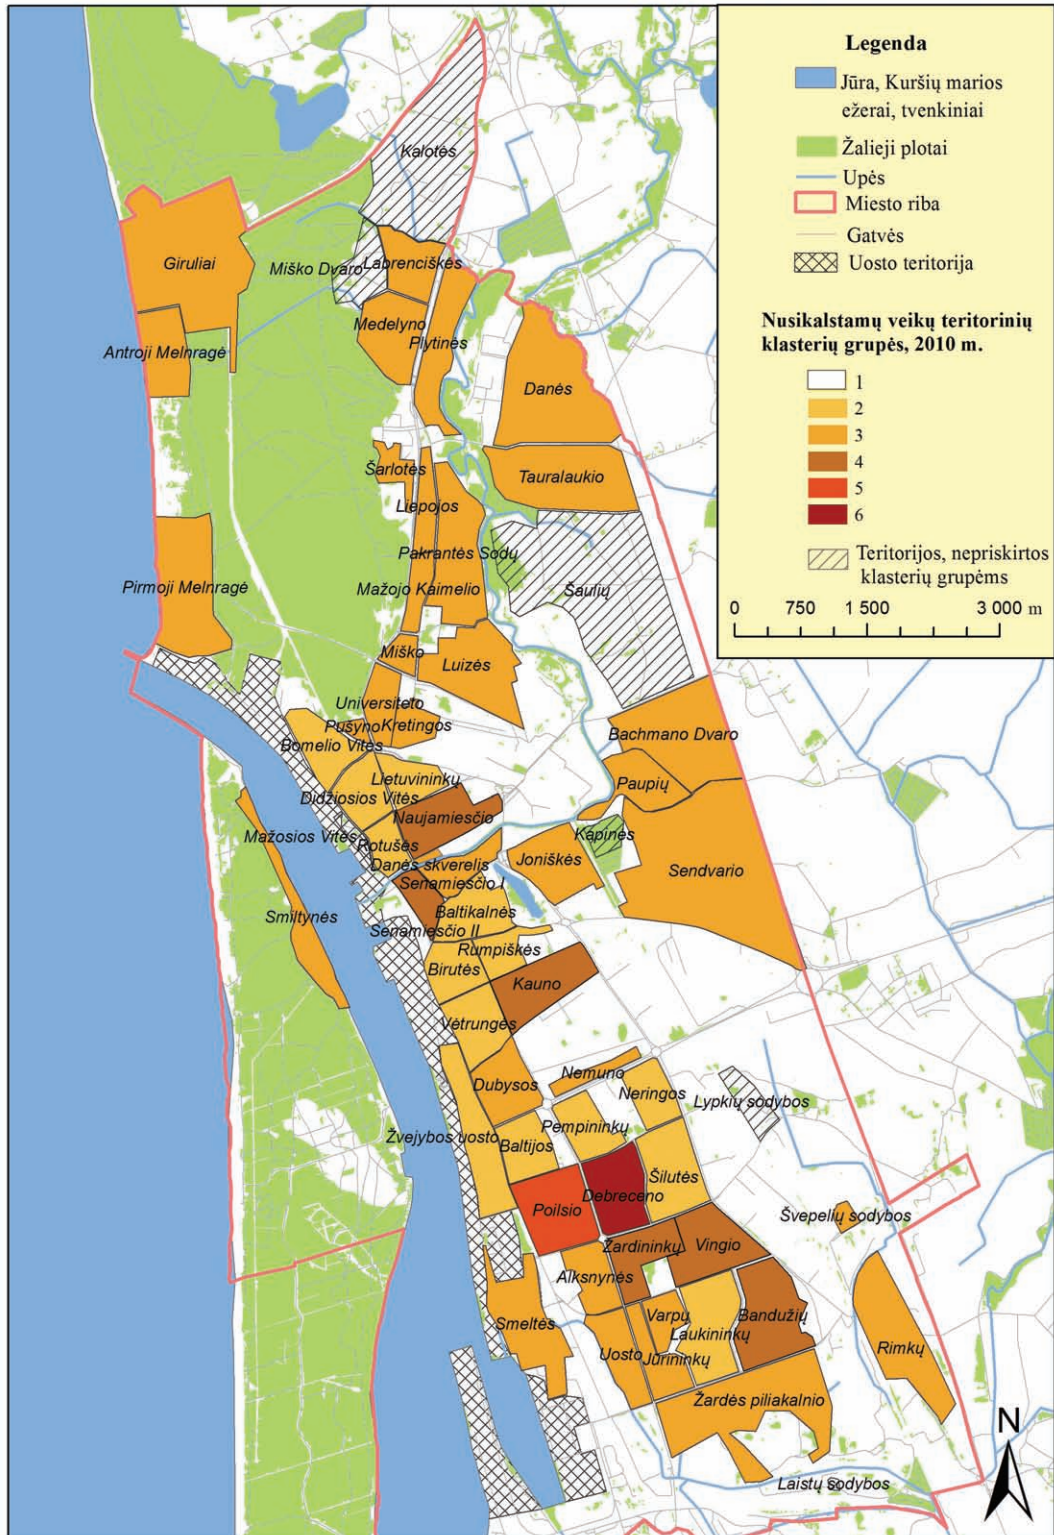 Legenda
Jūra, Kuršių marios
ežerai, tvenkiniai
Žalieji plotai
Upės
Miesto riba
Gatvės
Uosto teritorija
Nusikalstamų veikų teritorinių
klasterių grupės, 2010 m.
1
2
3
4
5
6
Teritorijos, nepriskirtos
klasterių grupėms
0 750 1 500 3 000 m
Kalotės
Giruliai
Miško Dvaro
Labrenciškės
Medelyno
Plytinės
Antroji Melnragė
Danės
Šarlotės
Tauralaukio
Liepojos
Pakrantės Sodų
Pirmoji Melnragė
Mažojo Kaimelio
Šaulių
Miško
Luizės
Universiteto
Pušyno
Kretingos
Bomelio Vitės
Bachmano Dvaro
Lietuvininkų
Paupių
Didžiosios Vitės
Naujamiesčio
Mažosios Vitės
Kapinės
Rotušės
Danės skverelis
Joniškės
Sendvario
Senamiesčio I
Smiltynės
Baltikalnės
Senamiesčio II
Rumpiškės
Birutės
Kauno
Vėtrungės
Nemuno
Dubysos
Neringos
Lypkių sodybos
Pempininkų
Žvejybos uosto
Baltijos
Šilutės
Debreceno
Poilsio
Švepelių sodybos
Žardininkų
Vingio
Alksnynės
Smeltės
Varpų
Bandužių
Laukininkų
Uosto
Jūrininkų
Rimkų
Žardės piliakalnio
Laistų sodybos
N